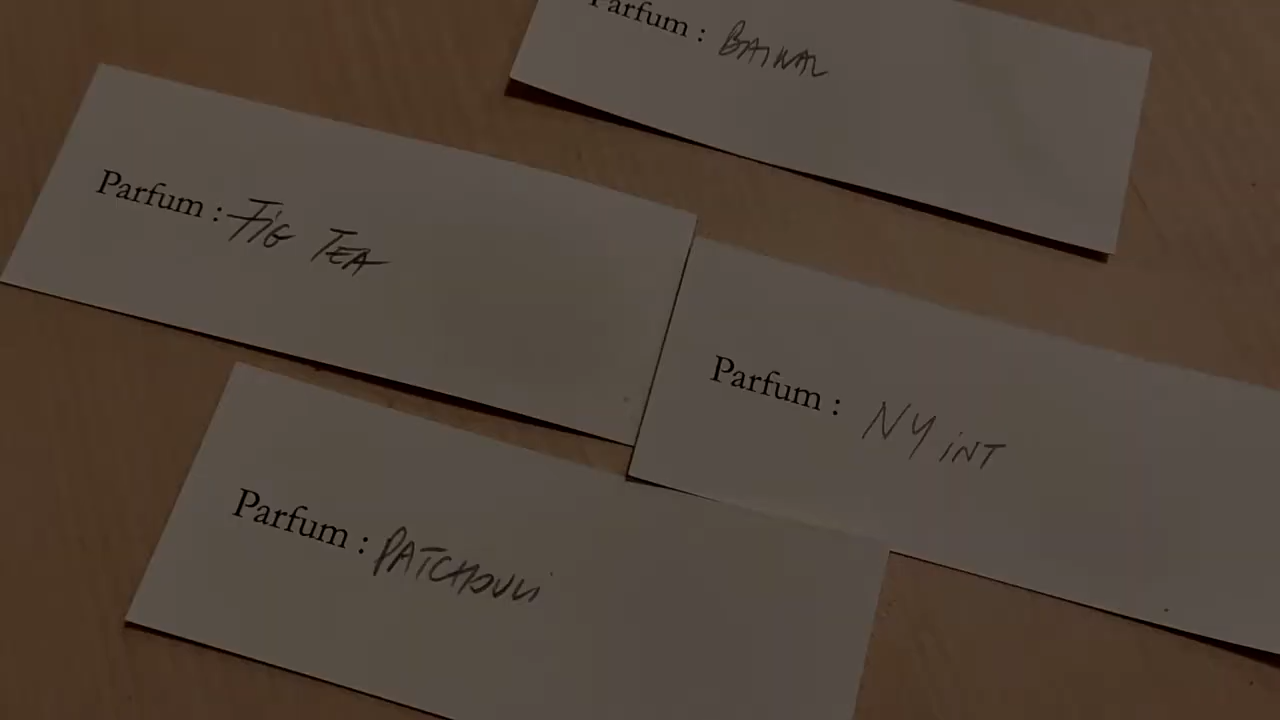 Parfum : BAIKAL
Parfum : FIG TEA
Parfum : NY iNT
Parfum : PATCHOULi